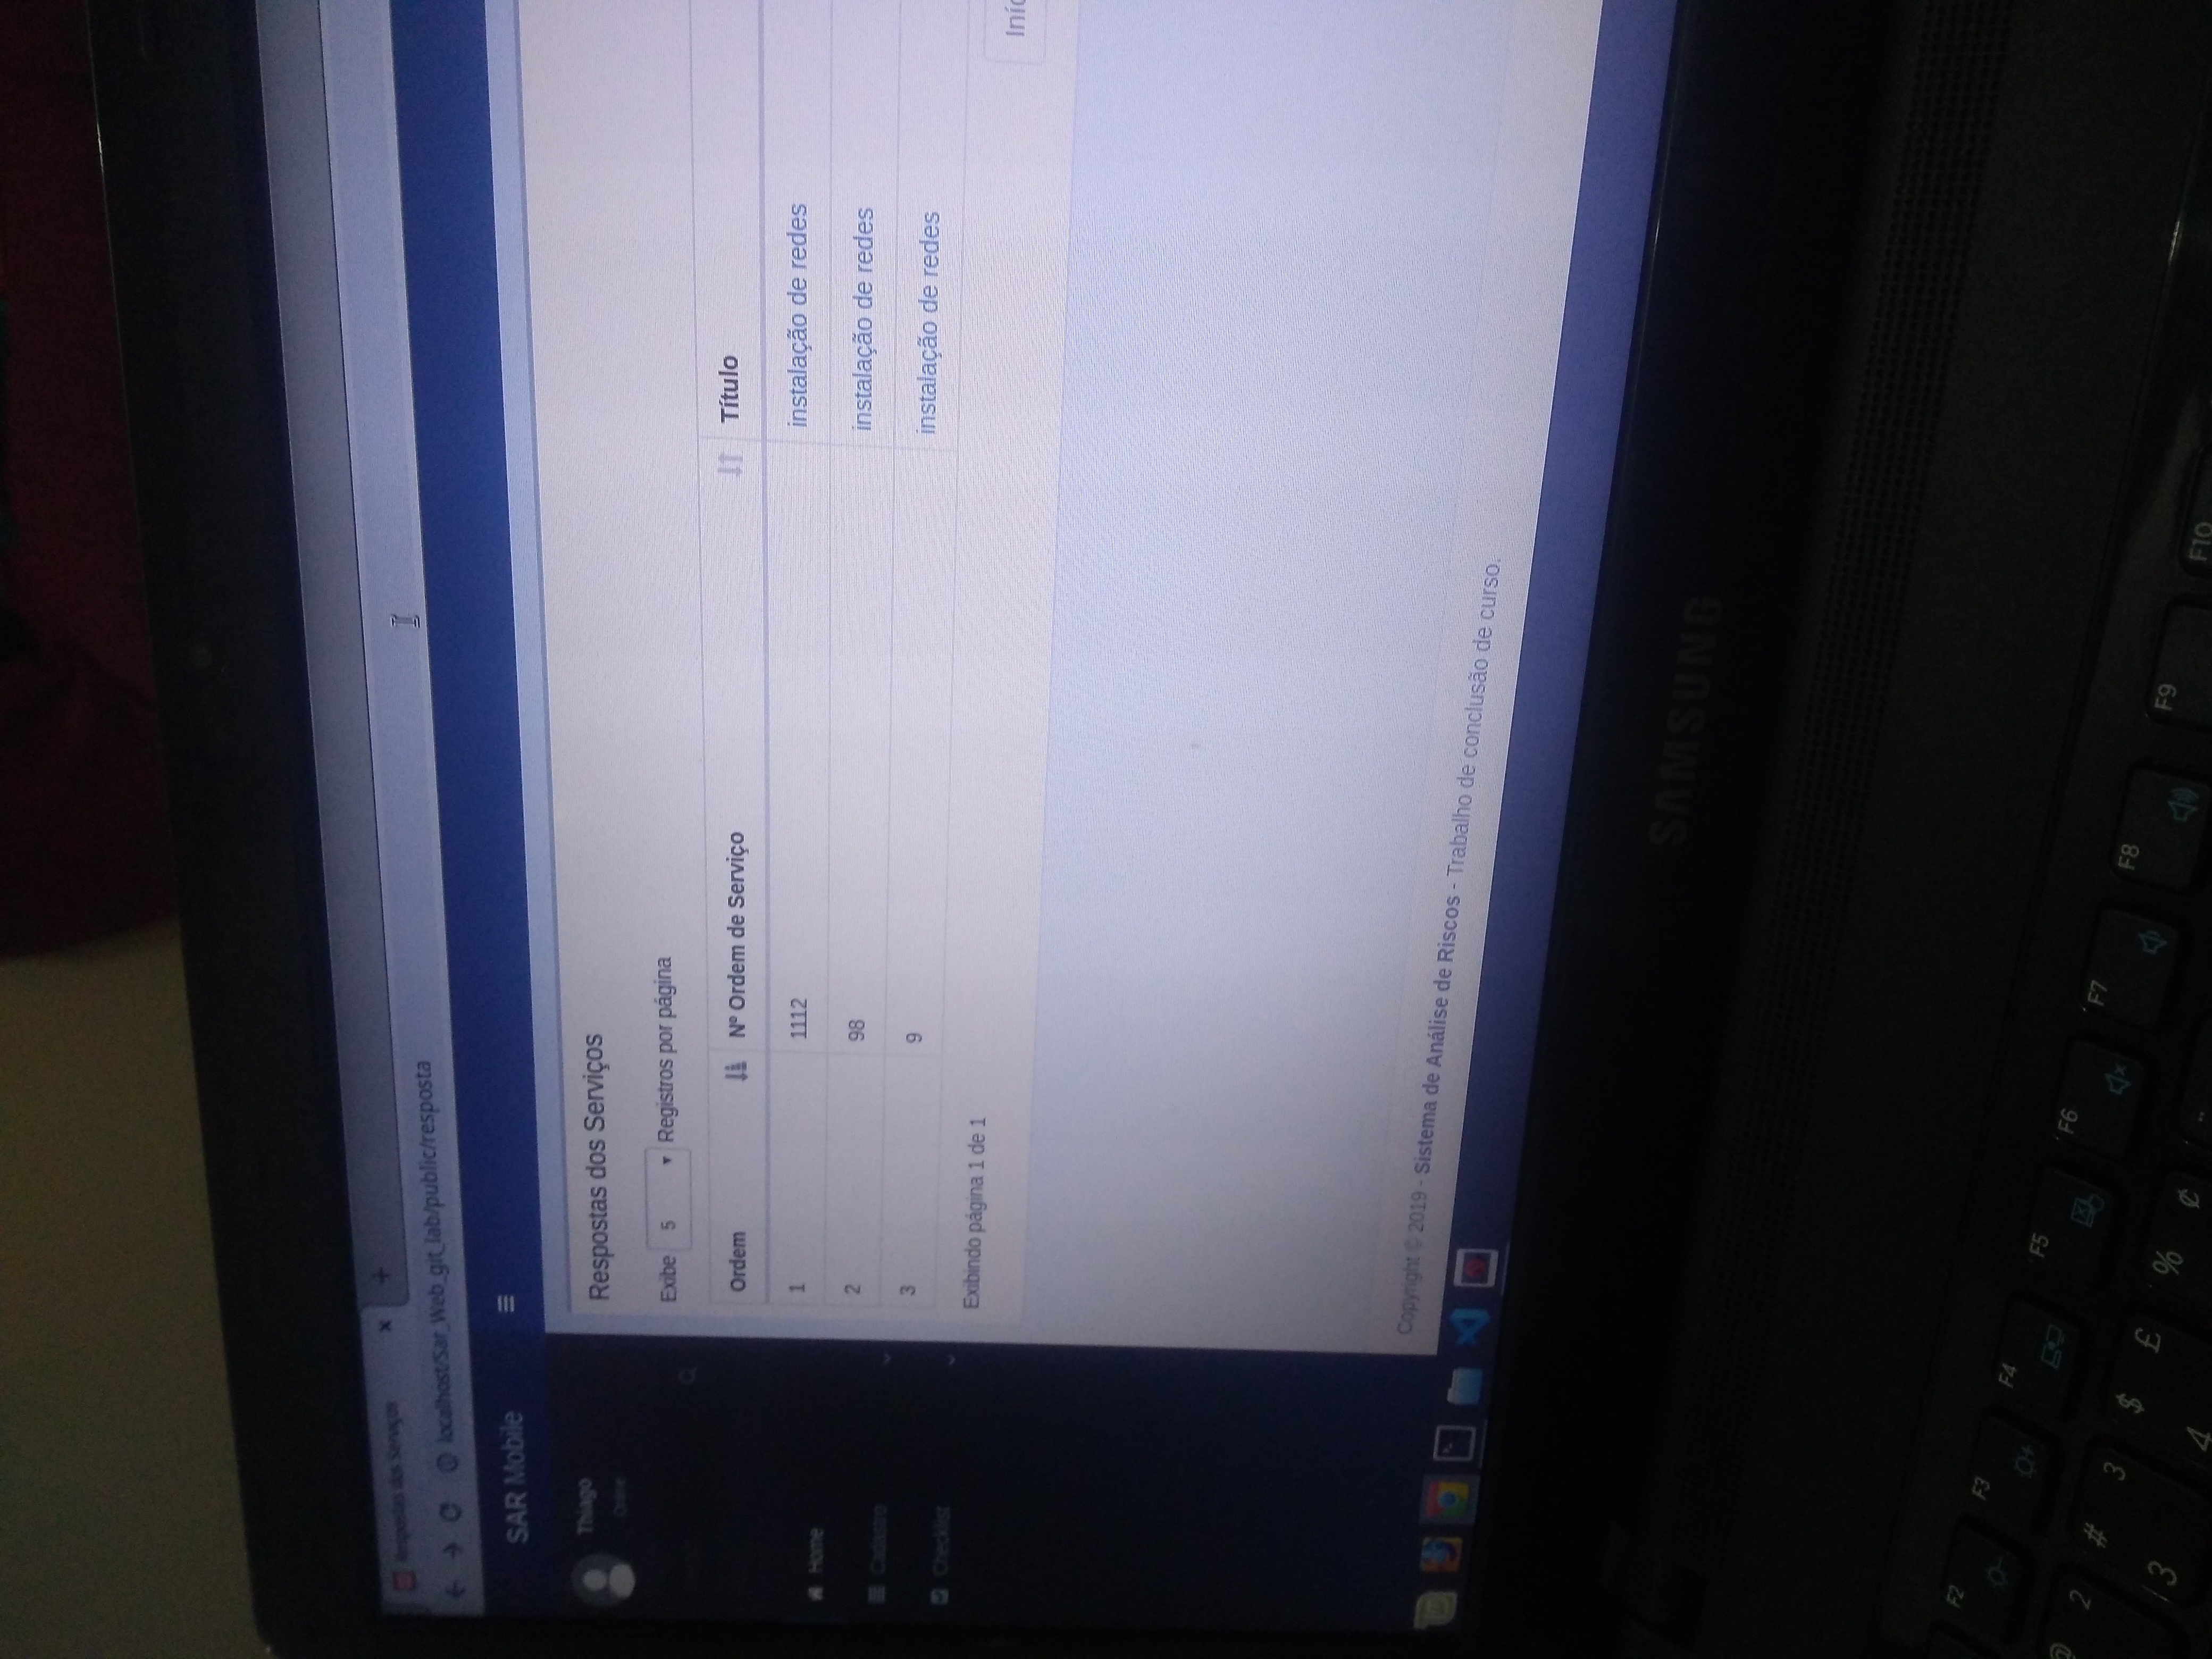 Respostas dos Serviços
localhost/Sar_Web_git_lab/public/resposta
SAR Mobile
Thiago
Online
Home
Cadastro
Checklist
Respostas dos Serviços
Exibe 5 Registros por página
Ordem Nº Ordem de Serviço Título
1 1112 instalação de redes
2 98 instalação de redes
3 9 instalação de redes
Exibindo página 1 de 1
Iníc
Copyright © 2019 - Sistema de Análise de Riscos - Trabalho de conclusão de curso.
SAMSUNG
F2 F3 F4 F5 F6 F7 F8 F9 F10
@ 2 # 3 / 3 $ £ 4 % ¢ ¨